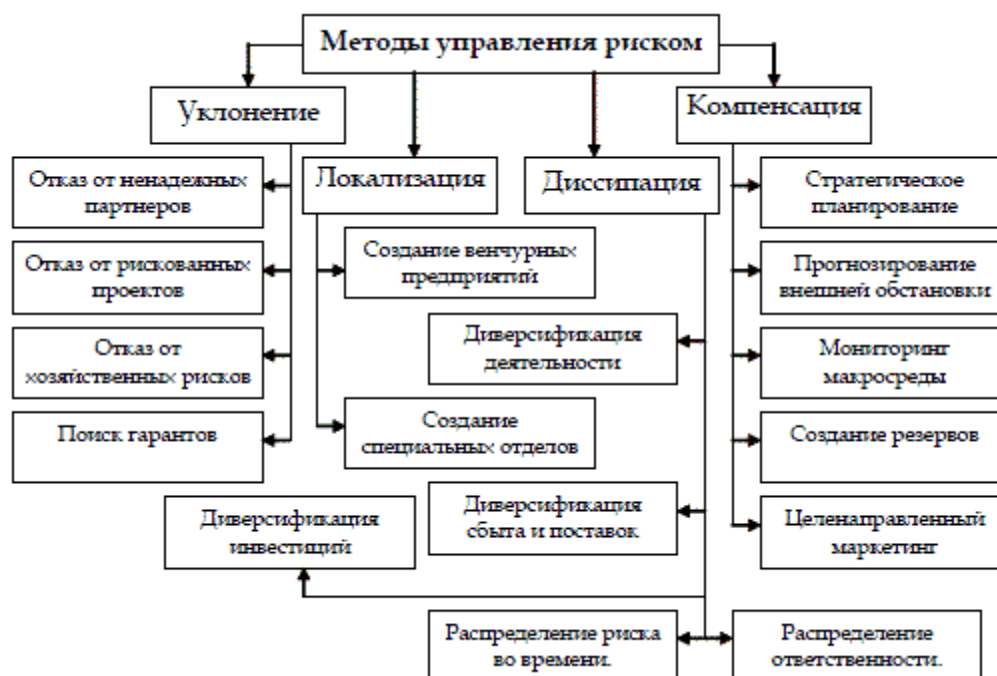 Методы управления риском
Уклонение
Компенсация
Локализация
Диссипация
Отказ от ненадежных
партнеров
Отказ от рискованных
проектов
Отказ от
хозяйственных рисков
Поиск гарантов
Создание венчурных
предприятий
Создание
специальных отделов
Диверсификация
деятельности
Диверсификация
сбыта и поставок
Диверсификация
инвестиций
Распределение риска
во времени.
Распределение
ответственности.
Стратегическое
планирование
Прогнозирование
внешней обстановки
Мониторинг
макросреды
Создание резервов
Целенаправленный
маркетинг